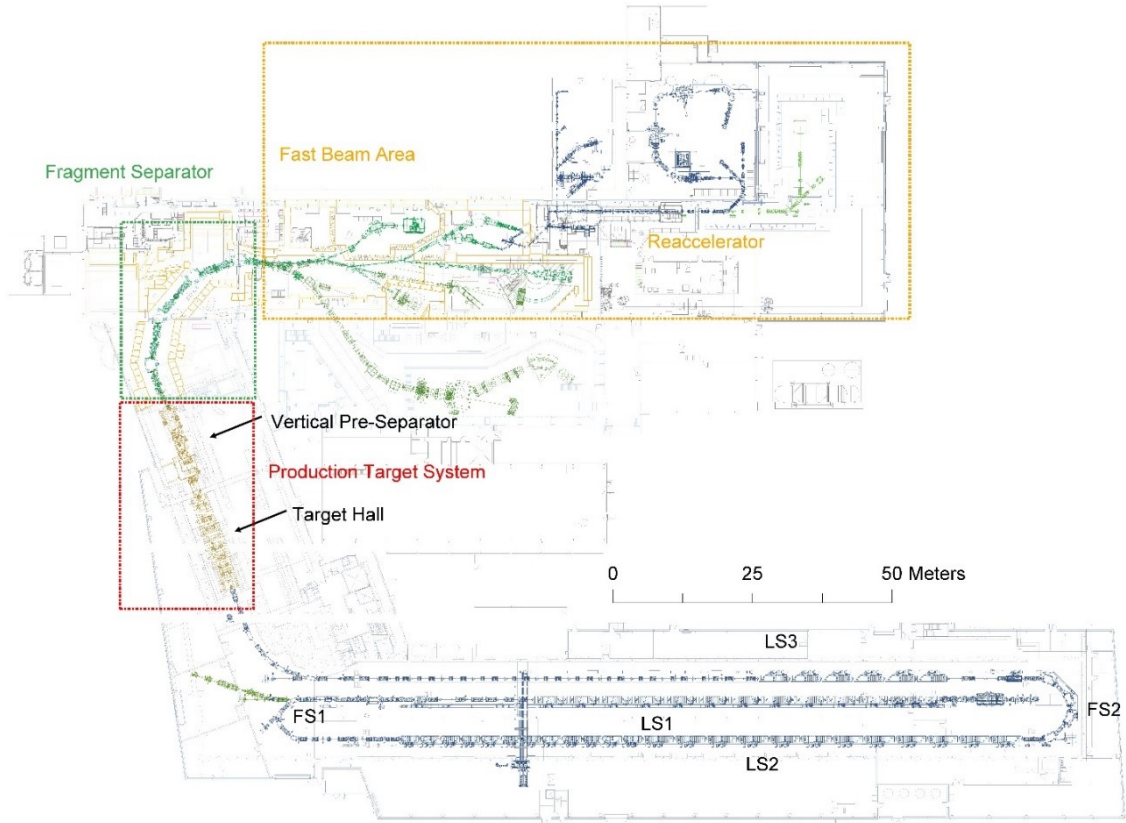 Fast Beam Area
Fragment Separator
Reaccelerator
Vertical Pre-Separator
Production Target System
Target Hall
0 25 50 Meters
LS3
FS1
LS1
FS2
LS2